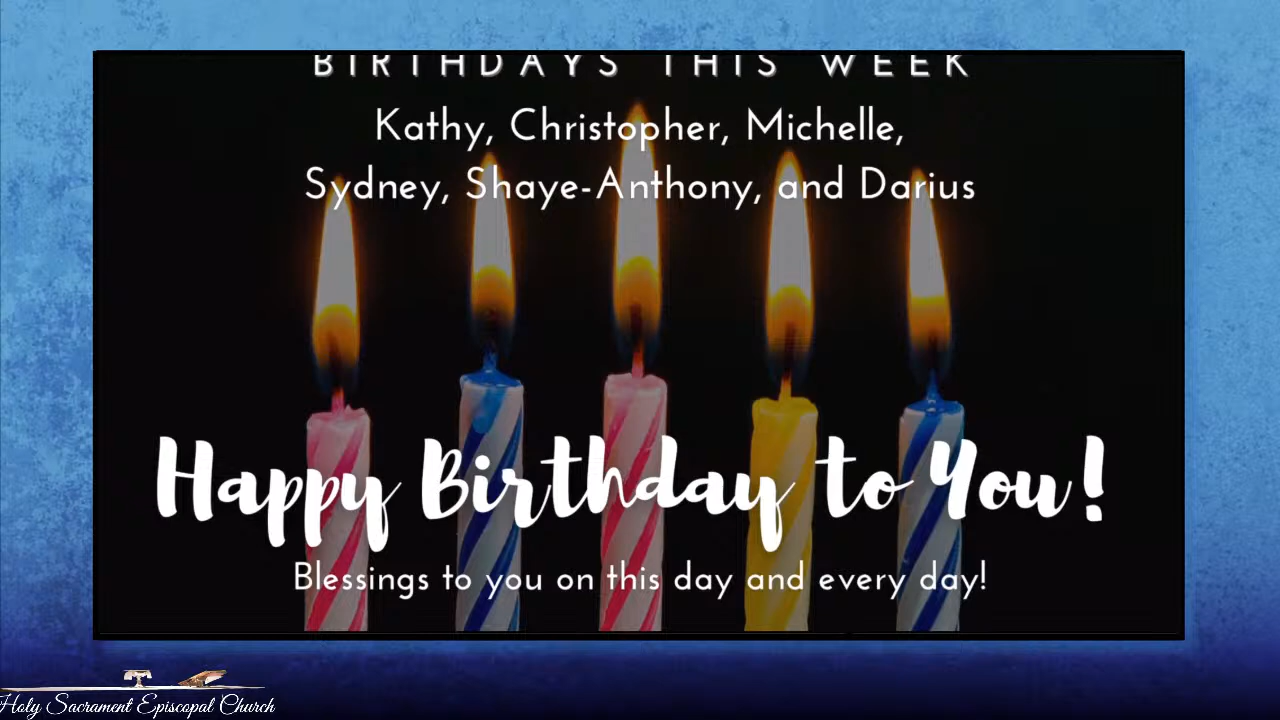 BIRTHDAYS THIS WEEK
Kathy, Christopher, Michelle,
Sydney, Shaye-Anthony, and Darius
Happy Birthday to You!
Blessings to you on this day and every day!
Holy Sacrament Episcopal Church